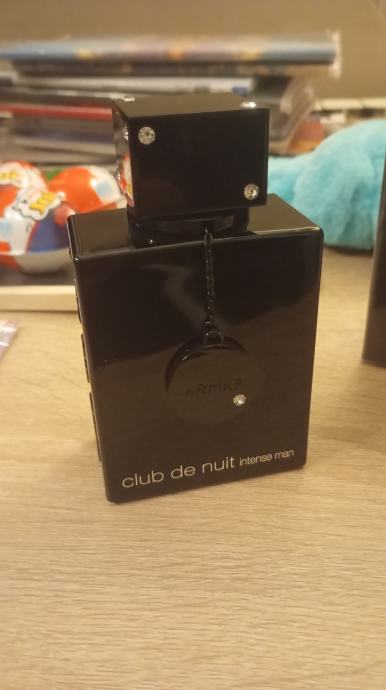 ARMAF
club de nuit intense man